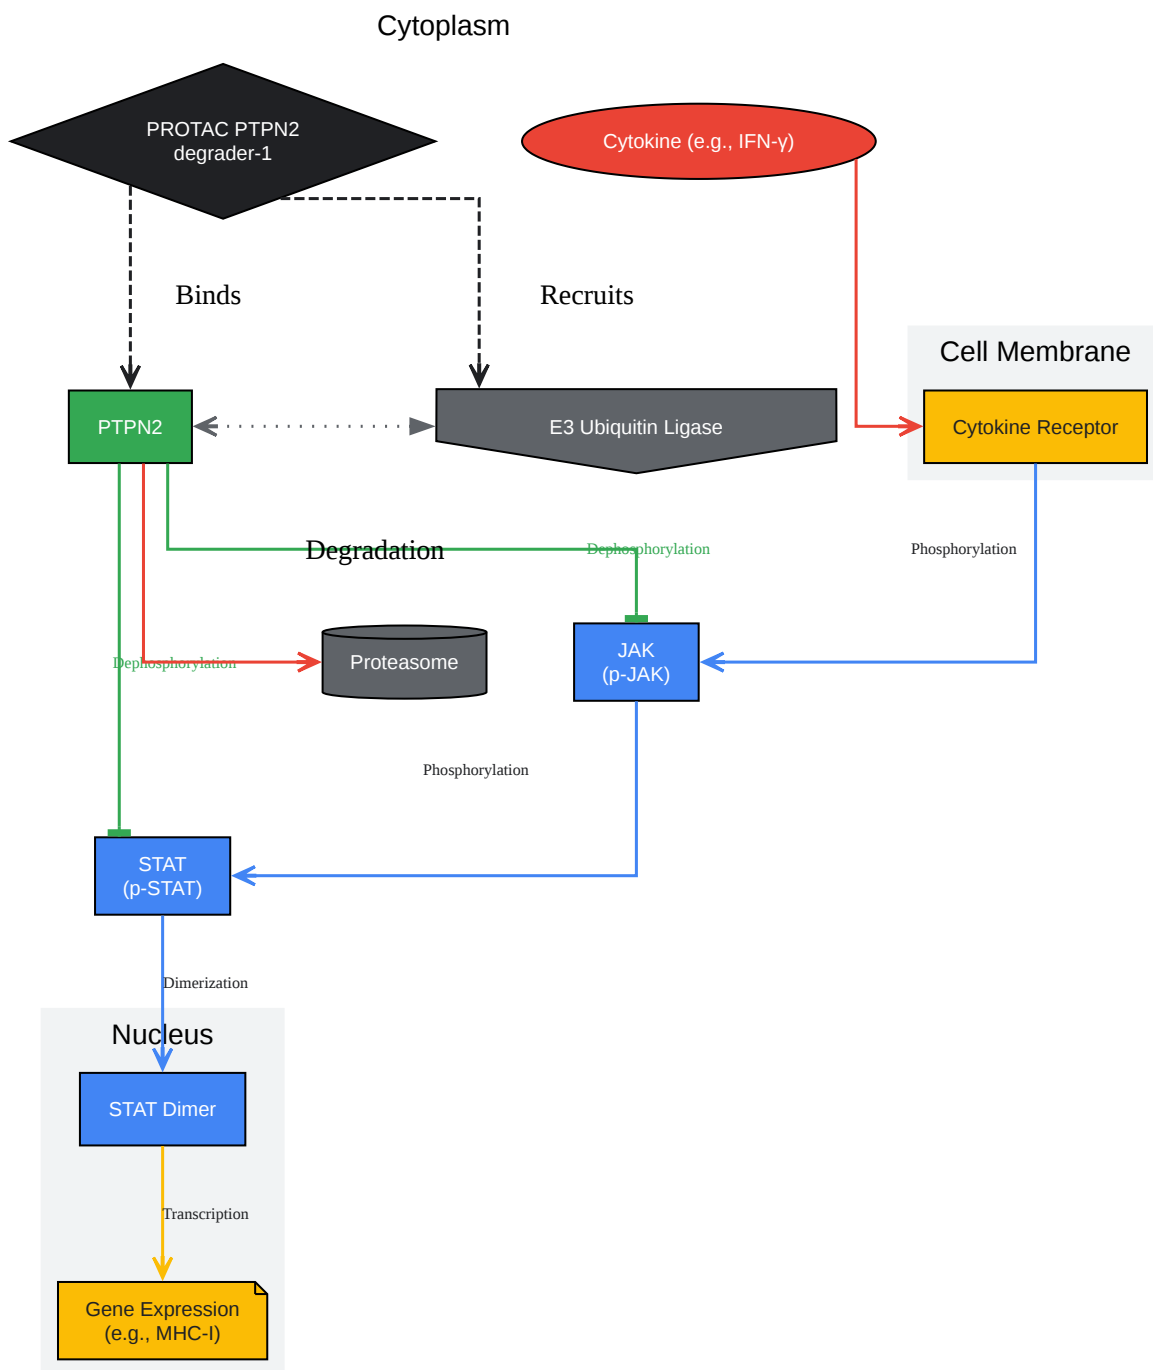 Cytoplasm
PROTAC PTPN2
degrader-1
Cytokine (e.g., IFN-γ)
Binds
Recruits
Cell Membrane
PTPN2
E3 Ubiquitin Ligase
Cytokine Receptor
Degradation
Dephosphorylation
Phosphorylation
Dephosphorylation
Proteasome
JAK
(p-JAK)
Phosphorylation
STAT
(p-STAT)
Dimerization
Nucleus
STAT Dimer
Transcription
Gene Expression
(e.g., MHC-I)